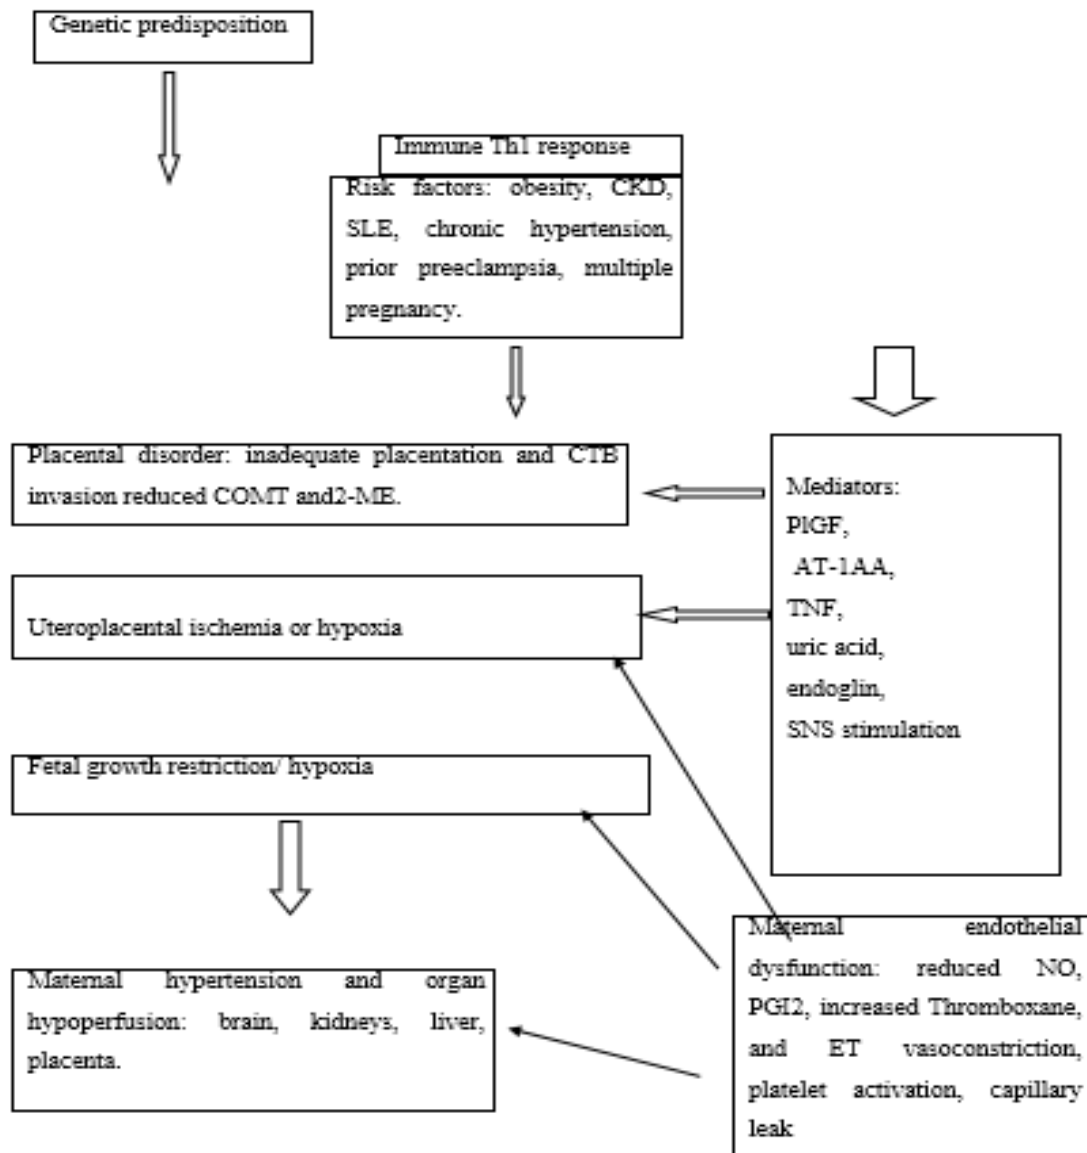 Genetic predisposition
Immune Th1 response
Risk factors: obesity, CKD,
SLE, chronic hypertension,
prior preeclampsia, multiple
pregnancy.
Placental disorder: inadequate placentation and CTB
invasion reduced COMT and2-ME.
Uteroplacental ischemia or hypoxia
Fetal growth restriction/ hypoxia
Maternal hypertension and organ
hypoperfusion: brain, kidneys, liver,
placenta.
Mediators:
PlGF,
AT-1AA,
TNF,
uric acid,
endoglin,
SNS stimulation
Maternal endothelial
dysfunction: reduced NO,
PGI2, increased Thromboxane,
and ET vasoconstriction,
platelet activation, capillary
leak